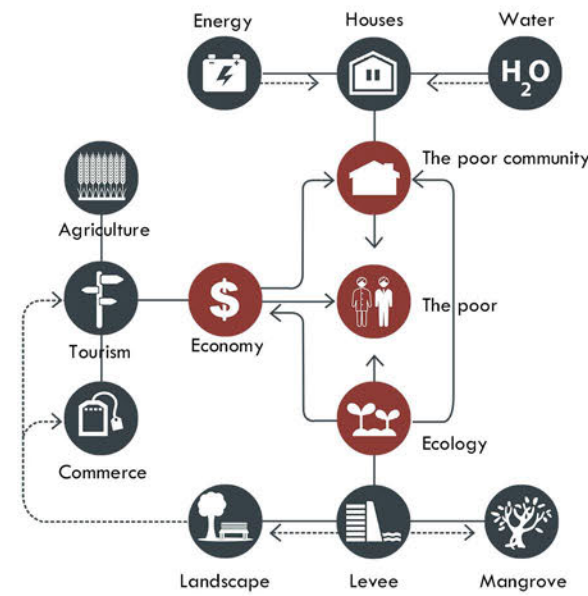 Energy
Houses
Water
H2O
The poor community
Agriculture
$
The poor
Tourism
Economy
Ecology
Commerce
Landscape
Levee
Mangrove